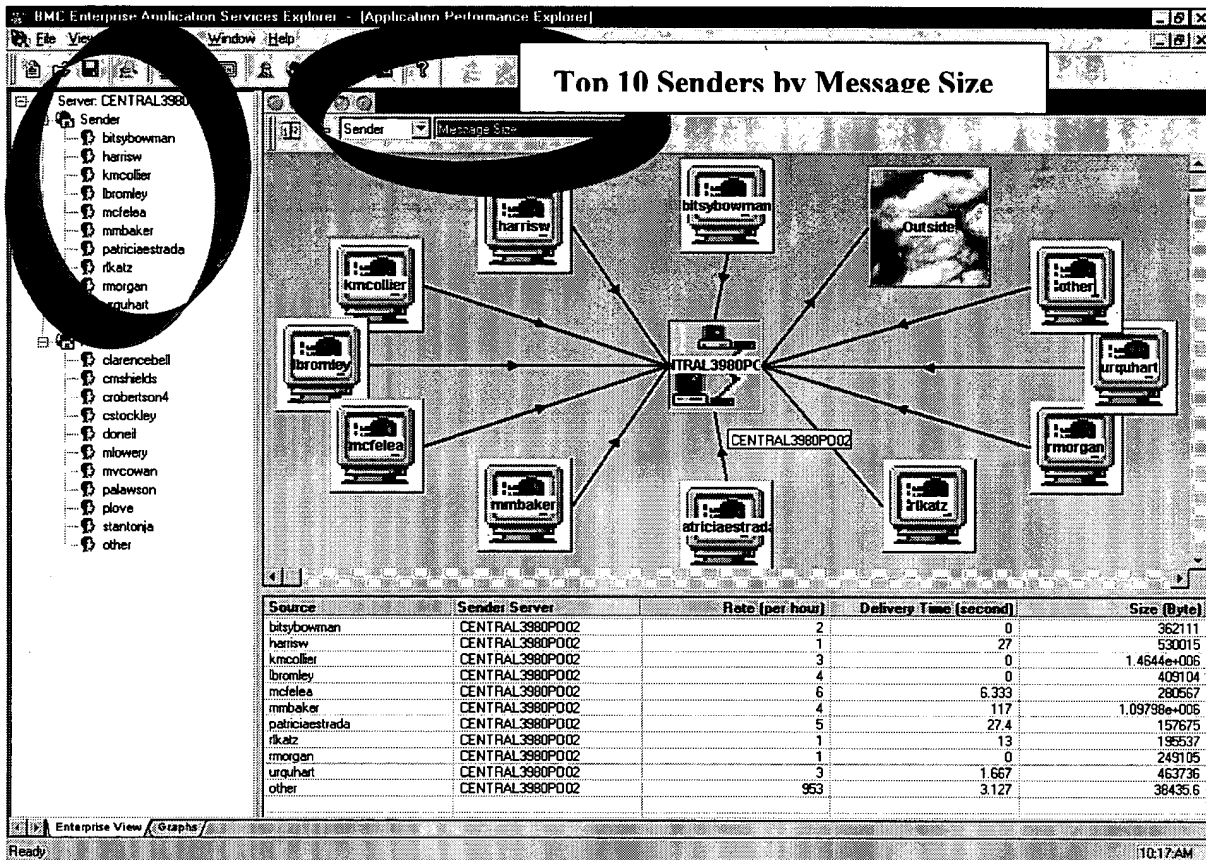 BMC Enterprise Application Services Explorer - [Application Performance Explorer]
File View Window Help
Top 10 Senders by Message Size
Server: CENTRAL3980
Sender
bitsybowman
harrisw
kmcollier
lbromley
mcfelea
mmbaker
patriciaestrada
rlkatz
rmorgan
urquhart
clarencebell
cmshields
crobertson4
cstockley
doneil
mlowery
mvcowan
palawson
plove
stantonja
other
Sender Message Size
harrisw
bitsybowman
Outside
kmcollier
other
lbromley
NTRAL3980PO
urquhart
mcfelea
CENTRAL3980PO02
rmorgan
mmbaker
atriciaestrada
rlkatz
Source Sender Server Rate (per hour) Delivery Time (second) Size (Byte)
bitsybowman CENTRAL3980PO02 2 0 362111
harrisw CENTRAL3980PO02 1 27 530015
kmcollier CENTRAL3980PO02 3 0 1.4644e+006
lbromley CENTRAL3980PO02 4 0 409104
mcfelea CENTRAL3980PO02 6 6.333 280567
mmbaker CENTRAL3980PO02 4 117 1.09798e+006
patriciaestrada CENTRAL3980PO02 5 27.4 157675
rlkatz CENTRAL3980PO02 1 13 195537
rmorgan CENTRAL3980PO02 1 0 249105
urquhart CENTRAL3980PO02 3 1.667 463736
other CENTRAL3980PO02 953 3.127 38435.6
Enterprise View Graphs
Ready 10:17 AM